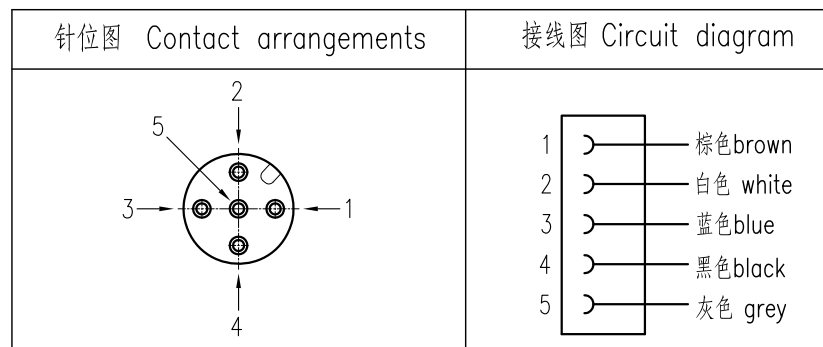 针位图 Contact arrangements
接线图 Circuit diagram
2
5
3
1
4
1 棕色brown
2 白色 white
3 蓝色blue
4 黑色black
5 灰色 grey